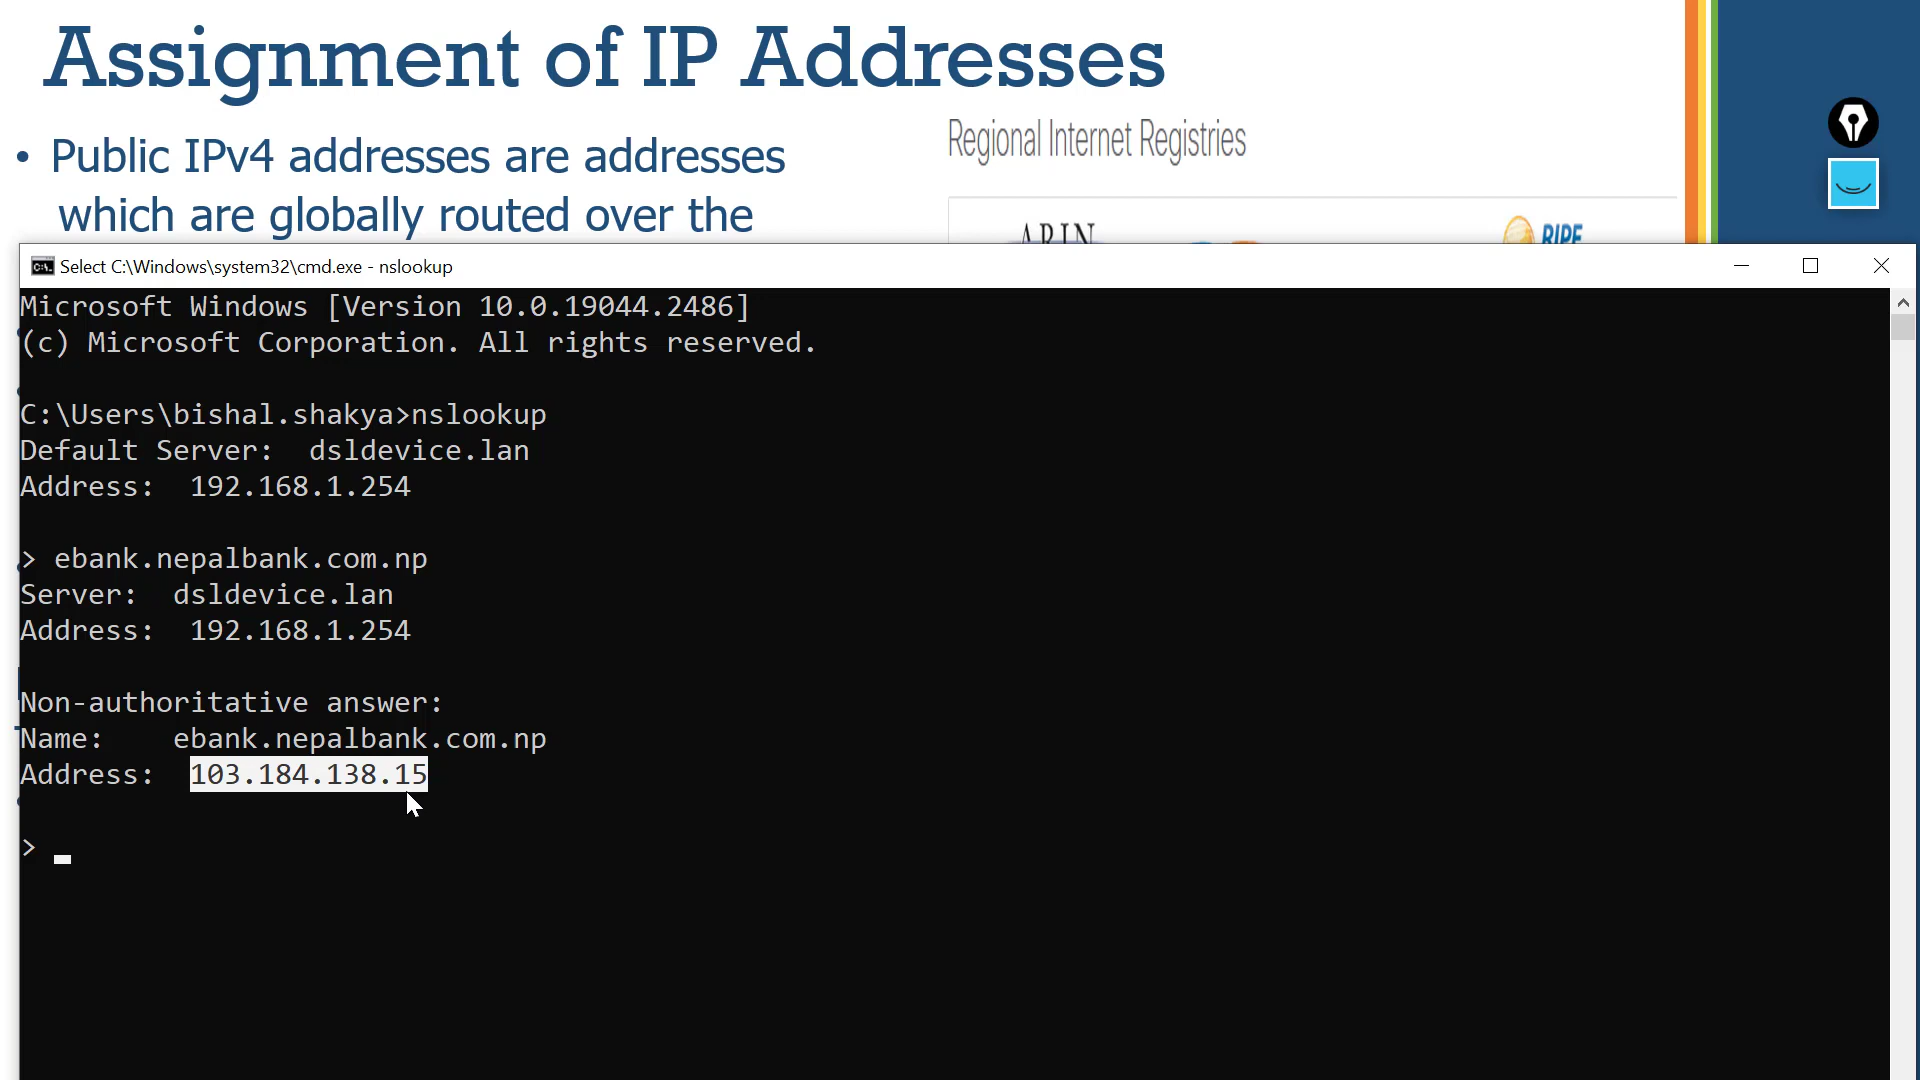 Assignment of IP Addresses
• Public IPv4 addresses are addresses
which are globally routed over the
Regional Internet Registries
ARIN
RIPE
Select C:\Windows\system32\cmd.exe - nslookup
Microsoft Windows [Version 10.0.19044.2486]
(c) Microsoft Corporation. All rights reserved.
C:\Users\bishal.shakya>nslookup
Default Server:  dsldevice.lan
Address:  192.168.1.254
> ebank.nepalbank.com.np
Server:  dsldevice.lan
Address:  192.168.1.254
Non-authoritative answer:
Name:    ebank.nepalbank.com.np
Address:  103.184.138.15
>